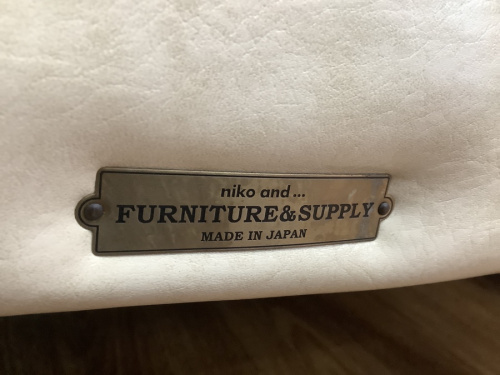 niko and ...
FURNITURE&SUPPLY
MADE IN JAPAN